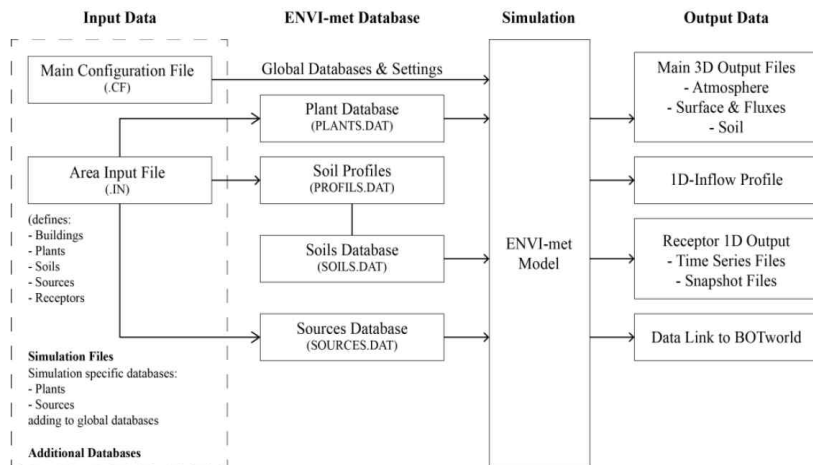 Input Data
ENVI-met Database
Simulation
Output Data
Main Configuration File
(.CF)
Global Databases & Settings
Plant Database
(PLANTS.DAT)
Area Input File
(.IN)
Soil Profiles
(PROFILS.DAT)
(defines:
- Buildings
- Plants
- Soils
- Sources
- Receptors
Soils Database
(SOILS.DAT)
Sources Database
(SOURCES.DAT)
Simulation Files
Simulation specific databases:
- Plants
- Sources
adding to global databases
Additional Databases
ENVI-met
Model
Main 3D Output Files
- Atmosphere
- Surface & Fluxes
- Soil
1D-Inflow Profile
Receptor 1D Output
- Time Series Files
- Snapshot Files
Data Link to BOTworld